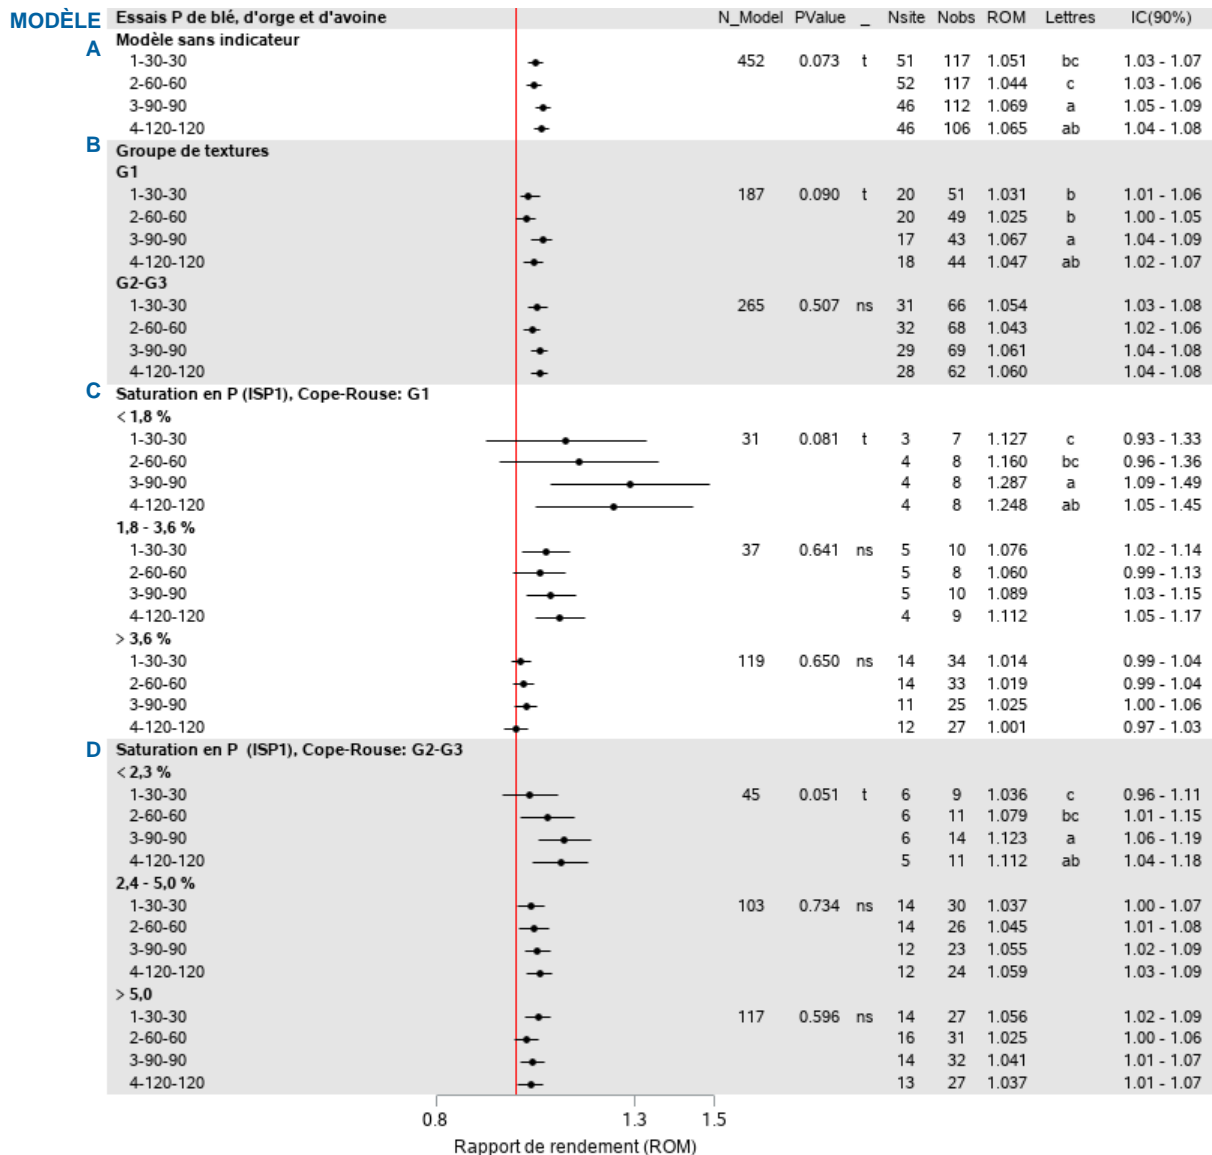 MODÈLE Essais P de blé, d'orge et d'avoine N_Model PValue _ Nsite Nobs ROM Lettres IC(90%)
A Modèle sans indicateur
1-30-30 452 0.073 t 51 117 1.051 bc 1.03 - 1.07
2-60-60 52 117 1.044 c 1.03 - 1.06
3-90-90 46 112 1.069 a 1.05 - 1.09
4-120-120 46 106 1.065 ab 1.04 - 1.08
B Groupe de textures
G1
1-30-30 187 0.090 t 20 51 1.031 b 1.01 - 1.06
2-60-60 20 49 1.025 b 1.00 - 1.05
3-90-90 17 43 1.067 a 1.04 - 1.09
4-120-120 18 44 1.047 ab 1.02 - 1.07
G2-G3
1-30-30 265 0.507 ns 31 66 1.054 1.03 - 1.08
2-60-60 32 68 1.043 1.02 - 1.06
3-90-90 29 69 1.061 1.04 - 1.08
4-120-120 28 62 1.060 1.04 - 1.08
C Saturation en P (ISP1), Cope-Rouse: G1
< 1,8 %
1-30-30 31 0.081 t 3 7 1.127 c 0.93 - 1.33
2-60-60 4 8 1.160 bc 0.96 - 1.36
3-90-90 4 8 1.287 a 1.09 - 1.49
4-120-120 4 8 1.248 ab 1.05 - 1.45
1,8 - 3,6 %
1-30-30 37 0.641 ns 5 10 1.076 1.02 - 1.14
2-60-60 5 8 1.060 0.99 - 1.13
3-90-90 5 10 1.089 1.03 - 1.15
4-120-120 4 9 1.112 1.05 - 1.17
> 3,6 %
1-30-30 119 0.650 ns 14 34 1.014 0.99 - 1.04
2-60-60 14 33 1.019 0.99 - 1.04
3-90-90 11 25 1.025 1.00 - 1.06
4-120-120 12 27 1.001 0.97 - 1.03
D Saturation en P (ISP1), Cope-Rouse: G2-G3
< 2,3 %
1-30-30 45 0.051 t 6 9 1.036 c 0.96 - 1.11
2-60-60 6 11 1.079 bc 1.01 - 1.15
3-90-90 6 14 1.123 a 1.06 - 1.19
4-120-120 5 11 1.112 ab 1.04 - 1.18
2,4 - 5,0 %
1-30-30 103 0.734 ns 14 30 1.037 1.00 - 1.07
2-60-60 14 26 1.045 1.01 - 1.08
3-90-90 12 23 1.055 1.02 - 1.09
4-120-120 12 24 1.059 1.03 - 1.09
> 5,0
1-30-30 117 0.596 ns 14 27 1.056 1.02 - 1.09
2-60-60 16 31 1.025 1.00 - 1.06
3-90-90 14 32 1.041 1.01 - 1.07
4-120-120 13 27 1.037 1.01 - 1.07
0.8 1.3 1.5
Rapport de rendement (ROM)